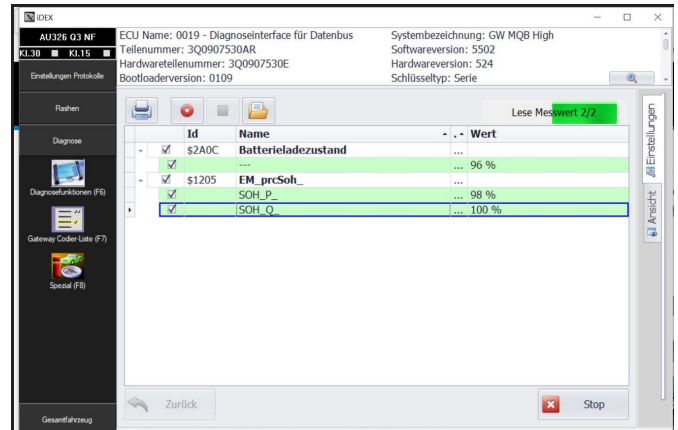 iDEX
AU326 Q3 NF
Kl.30 Kl.15
Einstellungen Protokolle
Flashen
Diagnose
Diagnosefunktionen (F6)
Gateway Codier-Liste (F7)
Spezial (F8)
Gesamtfahrzeug
ECU Name: 0019 - Diagnoseinterface für Datenbus
Systembezeichnung: GW MQB High
Teilenummer: 3Q0907530AR
Softwareversion: 5502
Hardwareteilenummer: 3Q0907530E
Hardwareversion: 524
Bootloaderversion: 0109
Schlüsseltyp: Serie
Lese Messwert 2/2
Id Name . Wert
$2A0C Batterieladezustand ...
--- ... 96 %
$1205 EM_prcSoh_ ...
SOH_P_ ... 98 %
SOH_Q_ ... 100 %
Zurück
Stop
Einstellungen
Ansicht